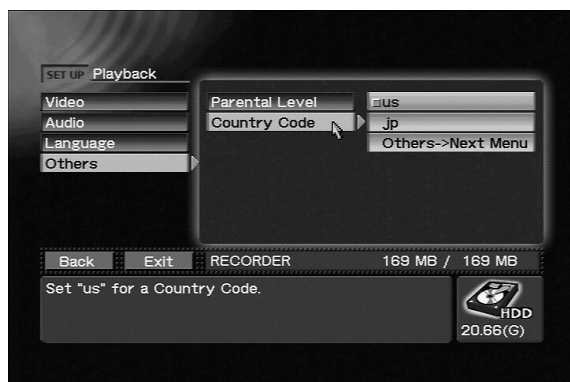 SET UP Playback
Video
Audio
Language
Others
Parental Level
Country Code
us
jp
Others->Next Menu
Back Exit RECORDER 169 MB / 169 MB
Set "us" for a Country Code.
HDD
20.66(G)